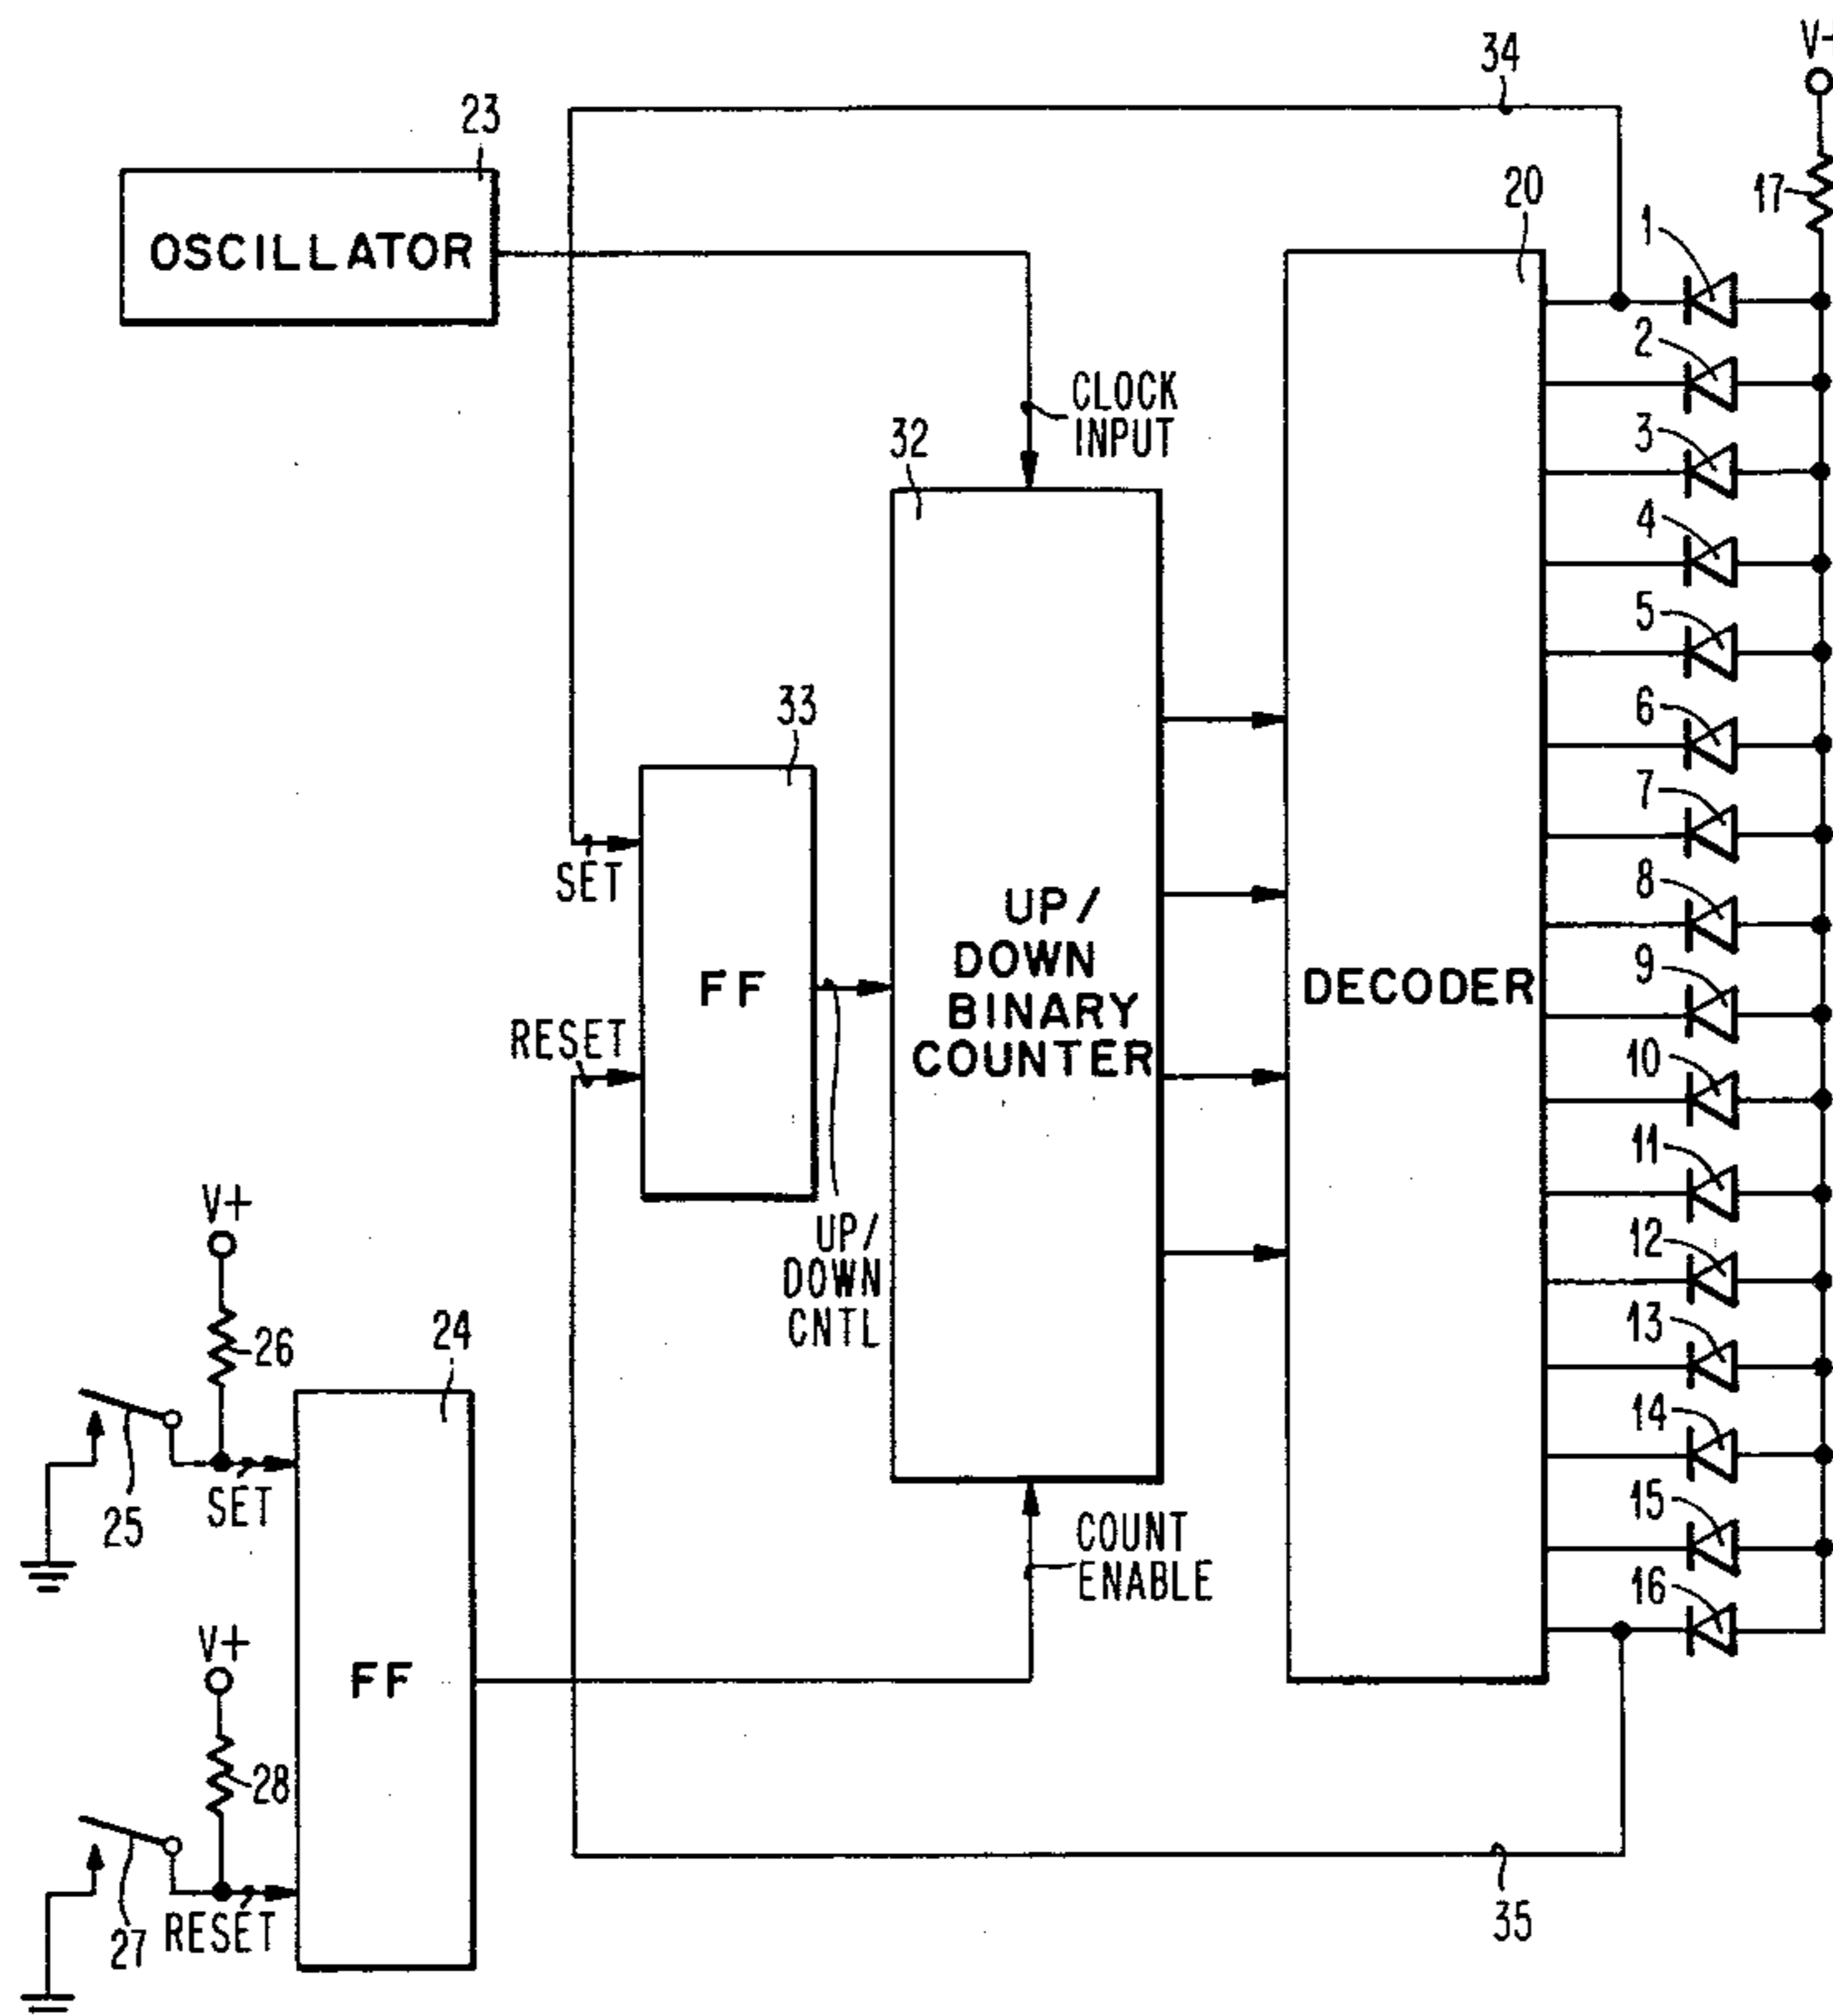 34
V+
23
OSCILLATOR
20
17
1
2
CLOCK
INPUT
32
3
4
5
6
33
7
SET
8
UP/
DOWN
BINARY
COUNTER
FF
DECODER
9
RESET
10
11
V+
UP/
DOWN
CNTL
12
26
24
13
14
25
SET
COUNT
ENABLE
15
16
V+
FF
28
27
RESET
35